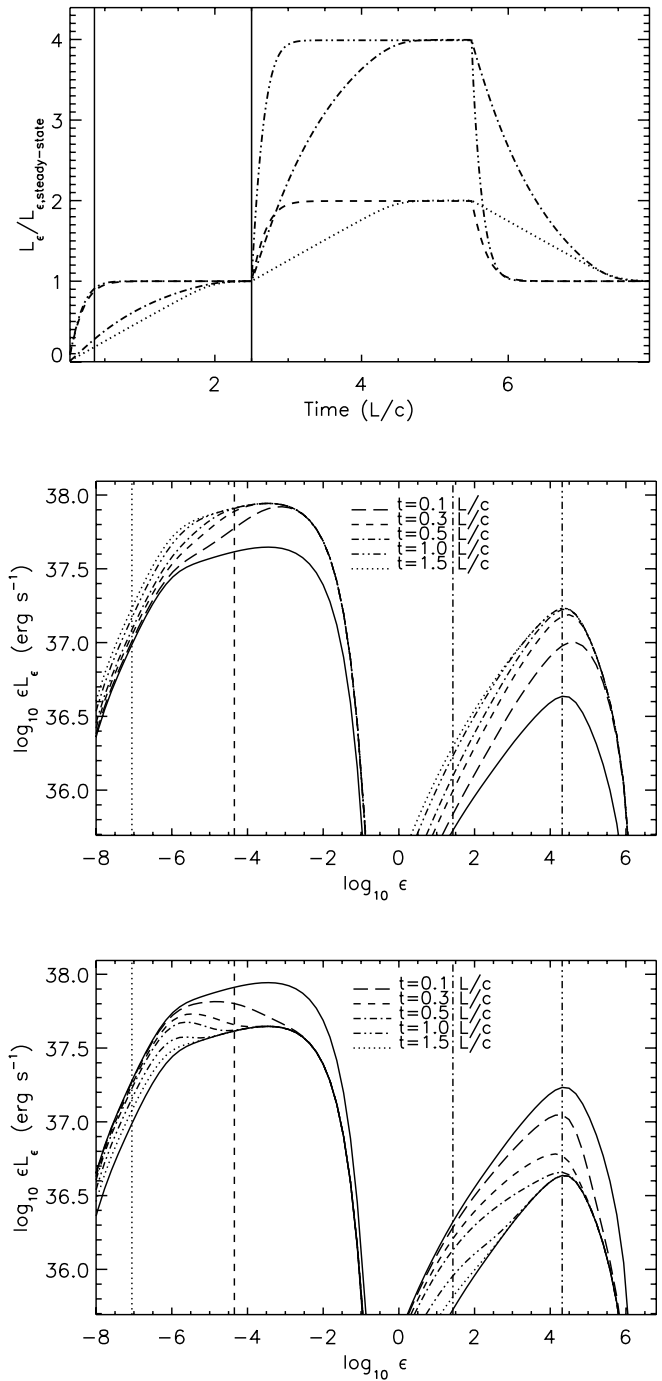 4
3
2
1
0
L_ϵ/L_ϵ,steady-state
2 4 6
Time (L/c)
38.0
37.5
37.0
36.5
36.0
log₁₀ ϵL_ϵ (erg s⁻¹)
t=0.1 L/c
t=0.3 L/c
t=0.5 L/c
t=1.0 L/c
t=1.5 L/c
−8 −6 −4 −2 0 2 4 6
log₁₀ ϵ
38.0
37.5
37.0
36.5
36.0
log₁₀ ϵL_ϵ (erg s⁻¹)
t=0.1 L/c
t=0.3 L/c
t=0.5 L/c
t=1.0 L/c
t=1.5 L/c
−8 −6 −4 −2 0 2 4 6
log₁₀ ϵ